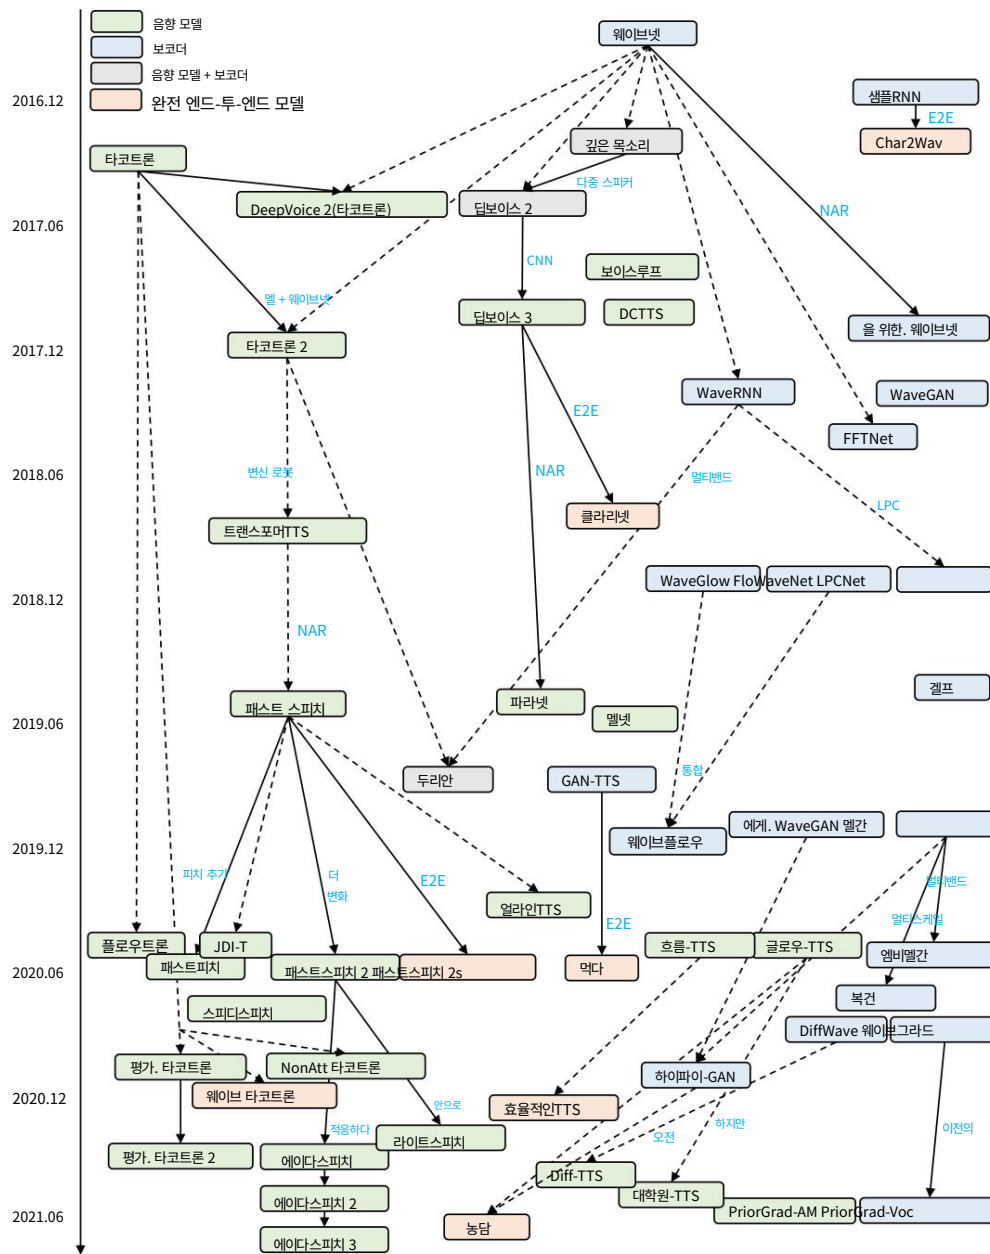 음향 모델
보코더
음향 모델 + 보코더
완전 엔드-투-엔드 모델
웨이브넷
2016.12
샘플RNN
E2E
Char2Wav
깊은 목소리
타코트론
다중 스피커
DeepVoice 2(타코트론)
딥보이스 2
NAR
2017.06
CNN
보이스루프
멜 + 웨이브넷
딥보이스 3
DCTTS
을 위한. 웨이브넷
타코트론 2
2017.12
WaveRNN
WaveGAN
E2E
FFTNet
2018.06
변신 로봇
NAR
멀티밴드
LPC
클라리넷
트랜스포머TTS
WaveGlow FloWaveNet LPCNet
2018.12
NAR
겔프
패스트 스피치
파라넷
멜넷
2019.06
두리안
GAN-TTS
통합
에게. WaveGAN 멜간
웨이브플로우
2019.12
피치 추가
더
변화
E2E
멀티밴드
얼라인TTS
E2E
멀티스케일
플로우트론
JDI-T
흐름-TTS
글로우-TTS
엠비멜간
패스트피치
패스트스피치 2 패스트스피치 2s
먹다
2020.06
복건
스피디스피치
DiffWave 웨이브그라드
평가. 타코트론
NonAtt 타코트론
하이파이-GAN
웨이브 타코트론
2020.12
안으로
효율적인TTS
적응하다
라이트스피치
오전
하지만
이전의
평가. 타코트론 2
에이다스피치
Diff-TTS
대학원-TTS
에이다스피치 2
PriorGrad-AM PriorGrad-Voc
2021.06
농담
에이다스피치 3